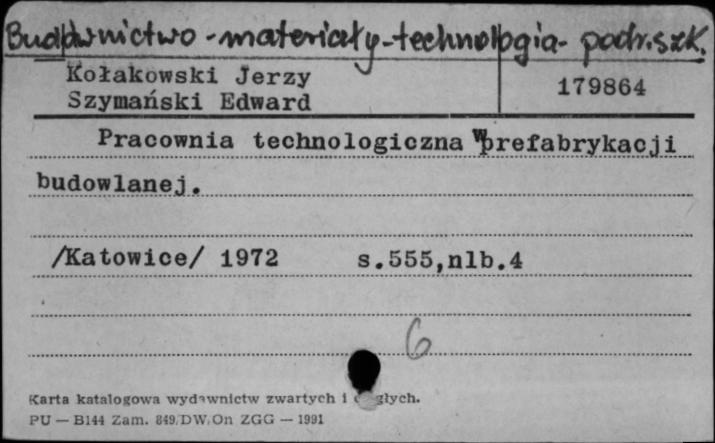 Budownictwo - materiały - technologia - podr. szk.
Kołakowski Jerzy
179864
Szymański Edward
Pracownia technologiczna w prefabrykacji
budowlanej.
/Katowice/ 1972 s.555,nlb.4
6
Karta katalogowa wydawnictw zwartych i
PU — B144 Zam. 849/DW/On ZGG — 1991